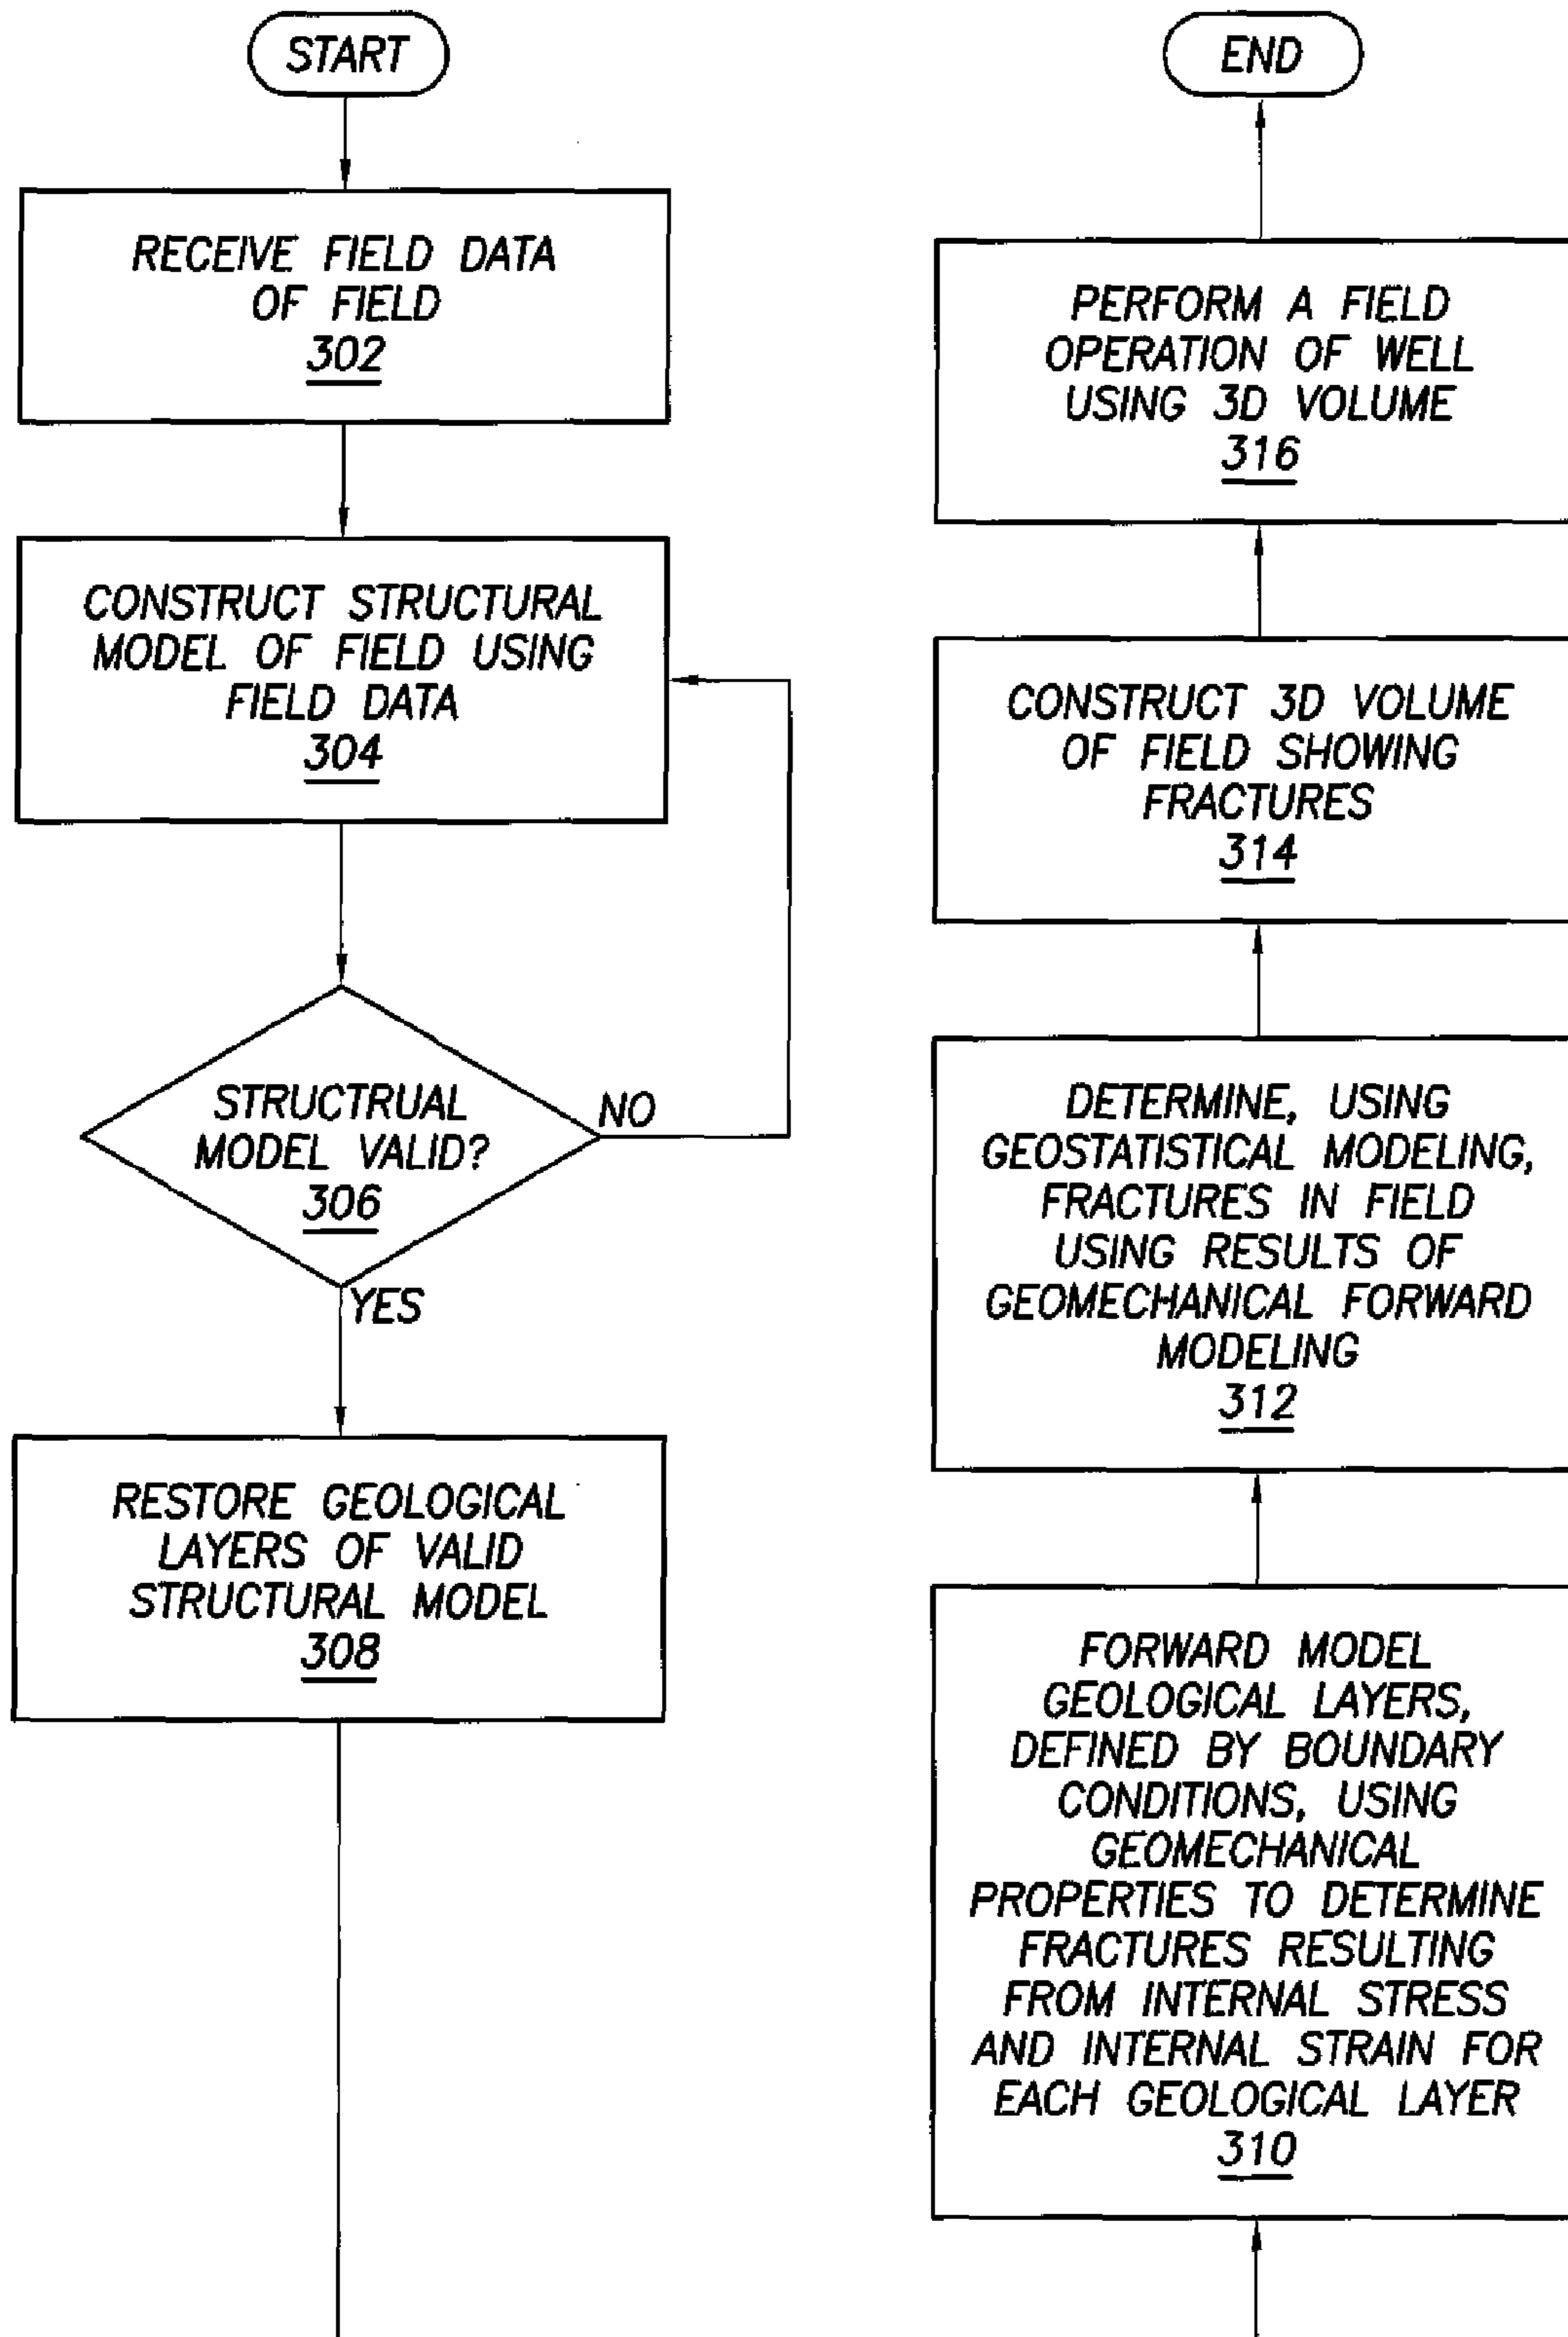 START
RECEIVE FIELD DATA
OF FIELD
302
CONSTRUCT STRUCTURAL
MODEL OF FIELD USING
FIELD DATA
304
STRUCTRUAL
MODEL VALID?
306
NO
YES
RESTORE GEOLOGICAL
LAYERS OF VALID
STRUCTURAL MODEL
308
END
PERFORM A FIELD
OPERATION OF WELL
USING 3D VOLUME
316
CONSTRUCT 3D VOLUME
OF FIELD SHOWING
FRACTURES
314
DETERMINE, USING
GEOSTATISTICAL MODELING,
FRACTURES IN FIELD
USING RESULTS OF
GEOMECHANICAL FORWARD
MODELING
312
FORWARD MODEL
GEOLOGICAL LAYERS,
DEFINED BY BOUNDARY
CONDITIONS, USING
GEOMECHANICAL
PROPERTIES TO DETERMINE
FRACTURES RESULTING
FROM INTERNAL STRESS
AND INTERNAL STRAIN FOR
EACH GEOLOGICAL LAYER
310